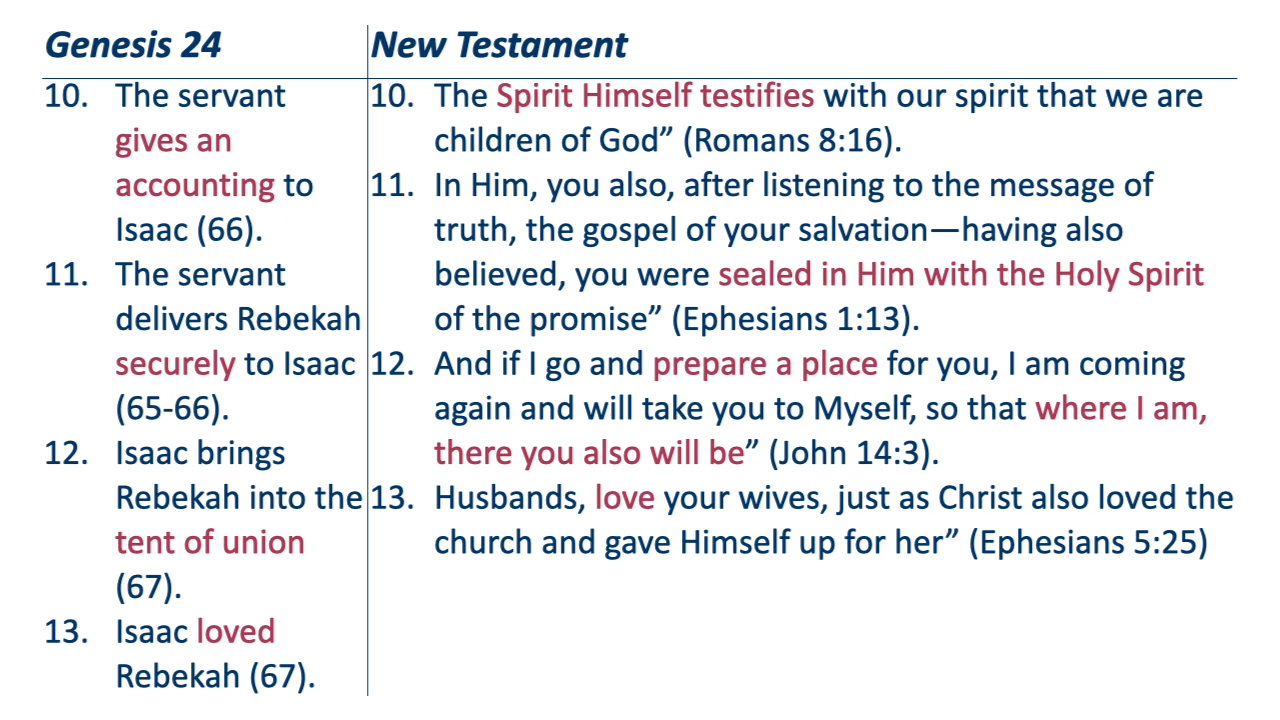 Genesis 24
New Testament
10. The servant
gives an
accounting to
Isaac (66).
11. The servant
delivers Rebekah
securely to Isaac
(65-66).
12. Isaac brings
Rebekah into the
tent of union
(67).
13. Isaac loved
Rebekah (67).
10. The Spirit Himself testifies with our spirit that we are
children of God” (Romans 8:16).
11. In Him, you also, after listening to the message of
truth, the gospel of your salvation—having also
believed, you were sealed in Him with the Holy Spirit
of the promise” (Ephesians 1:13).
12. And if I go and prepare a place for you, I am coming
again and will take you to Myself, so that where I am,
there you also will be” (John 14:3).
13. Husbands, love your wives, just as Christ also loved the
church and gave Himself up for her” (Ephesians 5:25)